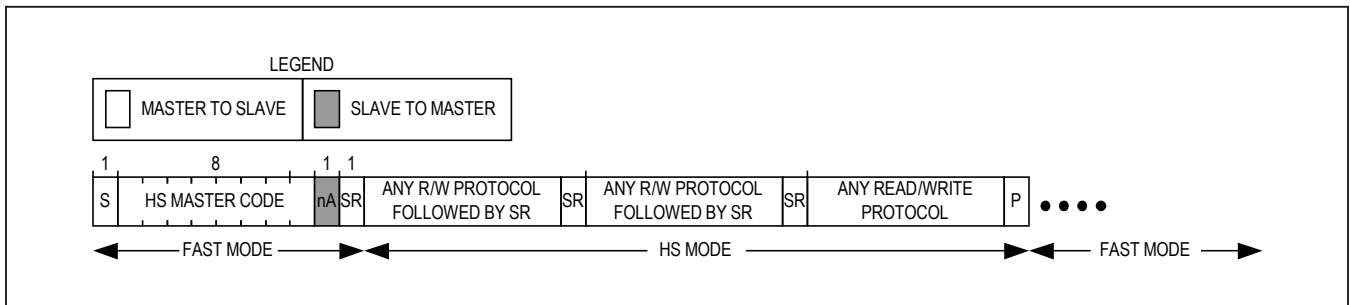 LEGEND
MASTER TO SLAVE
SLAVE TO MASTER
1 8 1 1
S HS MASTER CODE nA SR ANY R/W PROTOCOL FOLLOWED BY SR SR ANY R/W PROTOCOL FOLLOWED BY SR SR ANY READ/WRITE PROTOCOL P
FAST MODE HS MODE FAST MODE